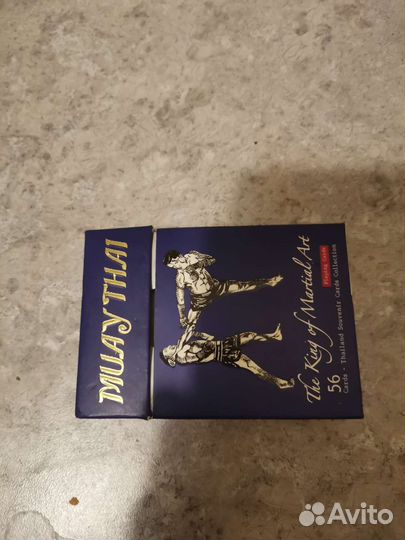 MUAY THAI
The King of Martial Art
Playing Cards
56
Cards - Thailand Souvenir Cards Collection
Avito